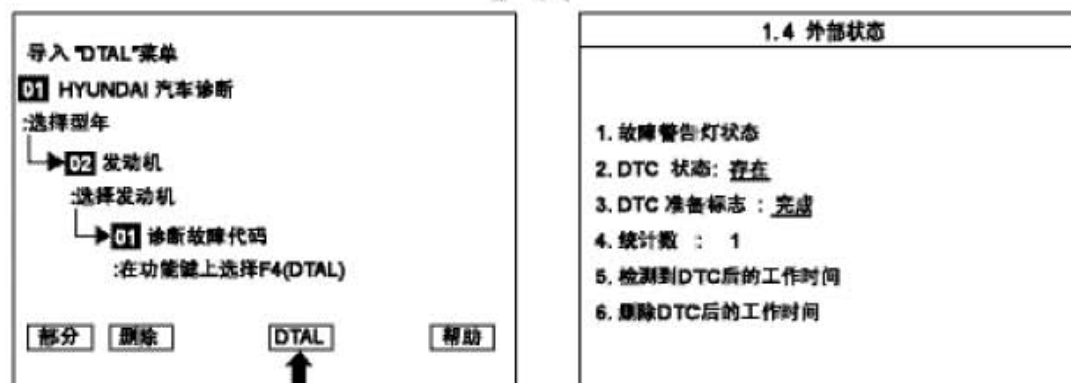 导入"DTAL"菜单
01 HYUNDAI 汽车诊断
:选择型年
02 发动机
:选择发动机
01 诊断故障代码
:在功能键上选择F4(DTAL)
部分 删除 DTAL 帮助
1.4 外部状态
1. 故障警告灯状态
2. DTC 状态: 存在
3. DTC 准备标志 : 完成
4. 统计数 : 1
5. 检测到DTC后的工作时间
6. 删除DTC后的工作时间